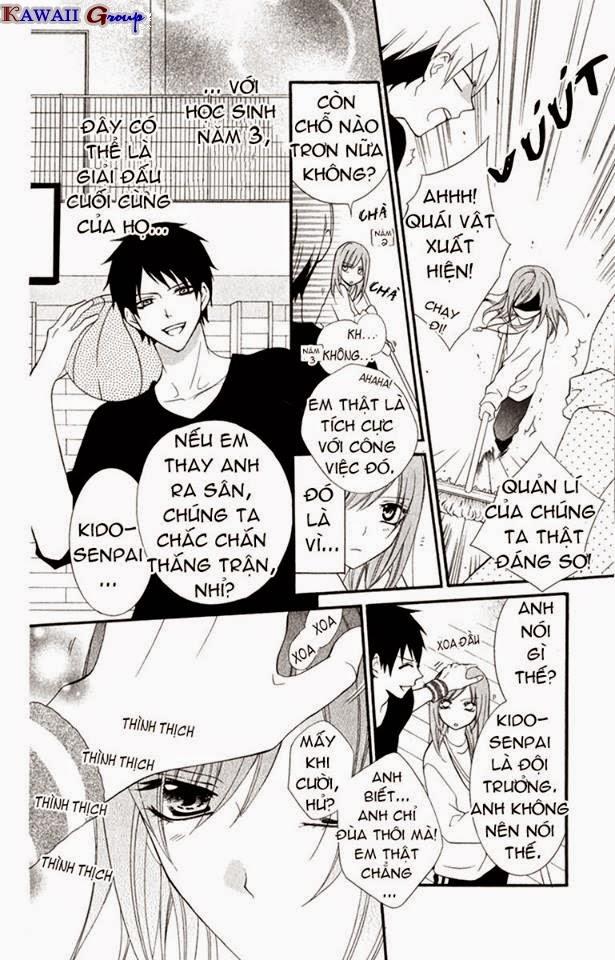 KAWAII Group
VÚÚÚT
AHHH!
QUÁI VẬT
XUẤT
HIỆN!
CHẠY
ĐI!
QUẢN LÍ
CỦA CHÚNG
TA THẬT
ĐÁNG SỢ!
CÒN
CHỖ NÀO
TRƠN NỮA
KHÔNG?
CHÀ
NĂM
2
CHÀ
KH...
KHÔNG...
NĂM
3
AHAHA!
EM THẬT LÀ
TÍCH CỰC
VỚI CÔNG
VIỆC ĐÓ.
ĐÓ
LÀ
VÌ...
... VỚI
HỌC SINH
NĂM 3,
ĐÂY CÓ
THỂ LÀ
GIẢI ĐẤU
CUỐI CÙNG
CỦA HỌ...
NẾU EM
THAY ANH
RA SÂN,
CHÚNG TA
CHẮC CHẮN
THẮNG TRẬN,
NHỈ?
KIDO-
SENPAI
...
ANH
NÓI
GÌ
THẾ?
KIDO-
SENPAI
LÀ ĐỘI
TRƯỞNG.
ANH KHÔNG
NÊN NÓI
THẾ.
XOA ĐẦU
ANH
BIẾT...
ANH CHỈ
ĐÙA THÔI MÀ!
EM THẬT
CHẲNG
...
MẤY
KHI
CƯỜI,
HỬ?
XOA
XOA
THÌNH THỊCH
THÌNH THỊCH
THÌNH THỊCH
THÌNH THỊCH